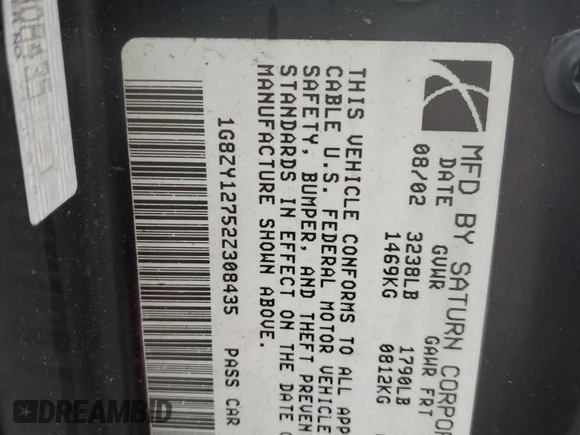 MFD BY SATURN CORPOR
DATE GVWR GAWR FRT
08/02 3238LB 1790LB
1469KG 0812KG
THIS VEHICLE CONFORMS TO ALL APP
CABLE U.S. FEDERAL MOTOR VEHICLE
SAFETY, BUMPER, AND THEFT PREVEN
STANDARDS IN EFFECT ON THE DATE O
MANUFACTURE SHOWN ABOVE.
1G8ZY12752Z308435 PASS CAR
DREAMBID